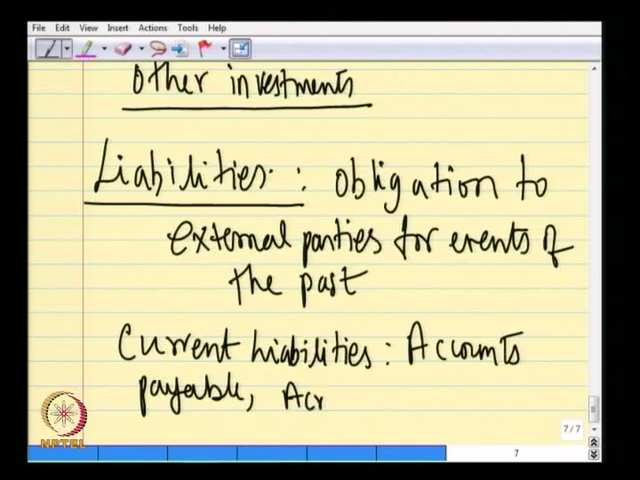 File Edit View Insert Actions Tools Help
Other investments
Liabilities : Obligation to
external parties for events of
the past
Current Liabilities : Accounts
payable, Acr
NPTEL
7/7
7